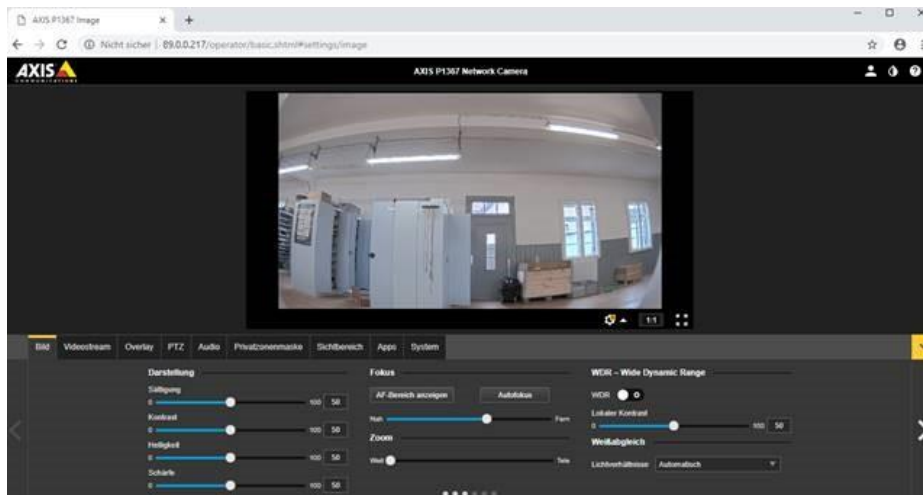 AXIS P1367 Image
Nicht sicher | 89.0.0.217/operator/basic.shtml#settings/image
AXIS
COMMUNICATIONS
AXIS P1367 Network Camera
1:1
Bild Videostream Overlay PTZ Audio Privatzonenmaske Sichtbereich Apps System
Darstellung
Sättigung
0 100 50
Kontrast
0 100 50
Helligkeit
0 100 50
Schärfe
0 100 50
Fokus
AF-Bereich anzeigen Autofokus
Nah Fern
Zoom
Weit Tele
WDR – Wide Dynamic Range
WDR
Lokaler Kontrast
0 100 50
Weißabgleich
Lichtverhältnisse Automatisch